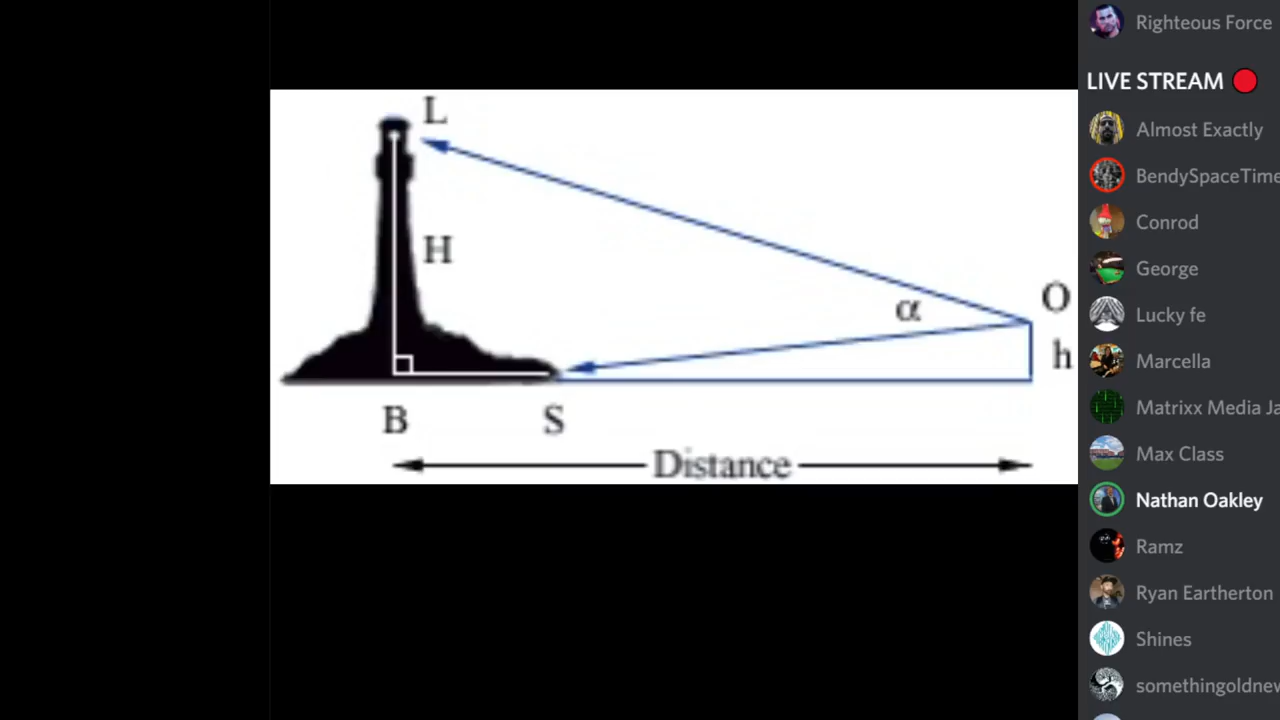 Righteous Force
LIVE STREAM
L
Almost Exactly
BendySpaceTime
Conrod
H
George
α
O
Lucky fe
h
Marcella
B
S
Matrixx Media Ja
Distance
Max Class
Nathan Oakley
Ramz
Ryan Eartherton
Shines
somethingoldnew